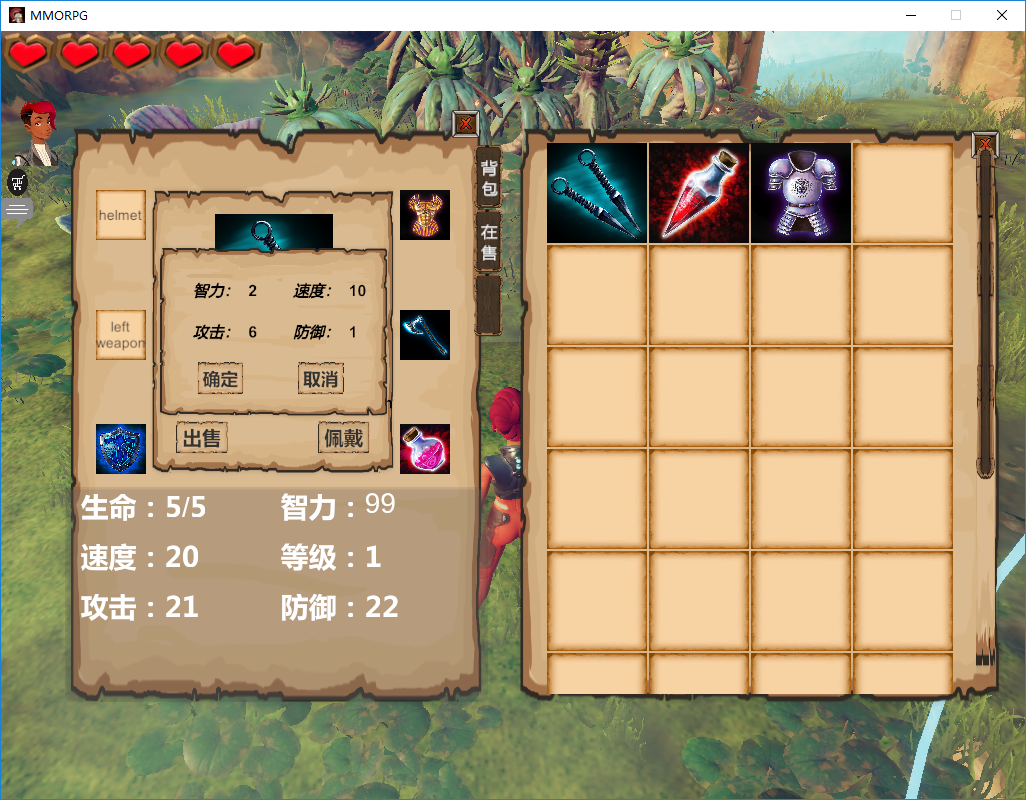 MMORPG
背包
在售
helmet
left
weapon
智力: 2 速度: 10
攻击: 6 防御: 1
确定 取消
出售 佩戴
生命:5/5 智力:99
速度:20 等级:1
攻击:21 防御:22